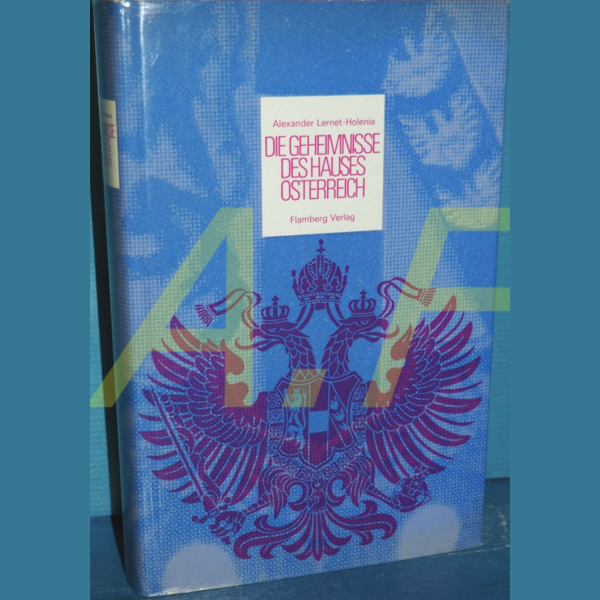 Alexander Lernet-Holenia
DIE GEHEIMNISSE
DES HAUSES
ÖSTERREICH
Flamberg Verlag
A.F